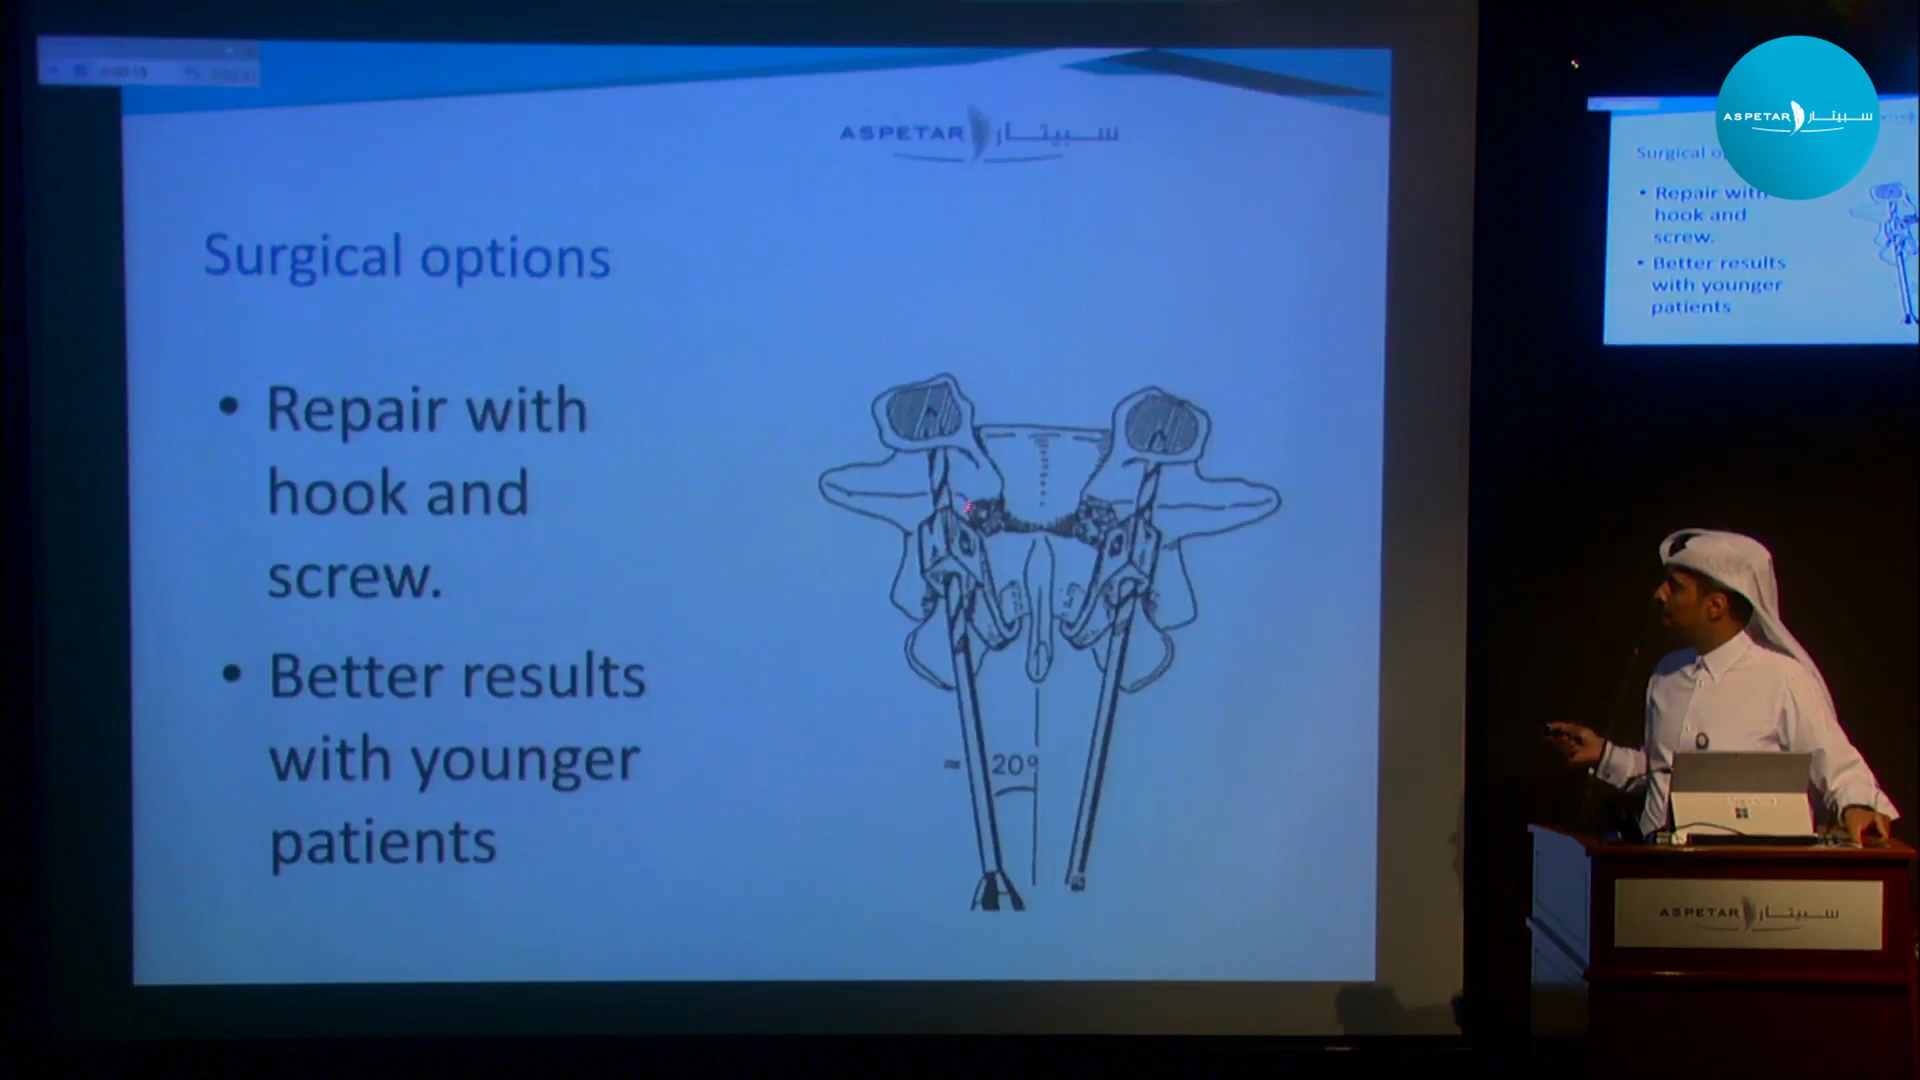 ASPETAR سبيتار
Surgical options
• Repair with
hook and
screw.
• Better results
with younger
patients
≈ 20°
ASPETAR سبيتار
• Repair with
hook and
screw.
• Better results
with younger
patients
ASPETAR سبيتار